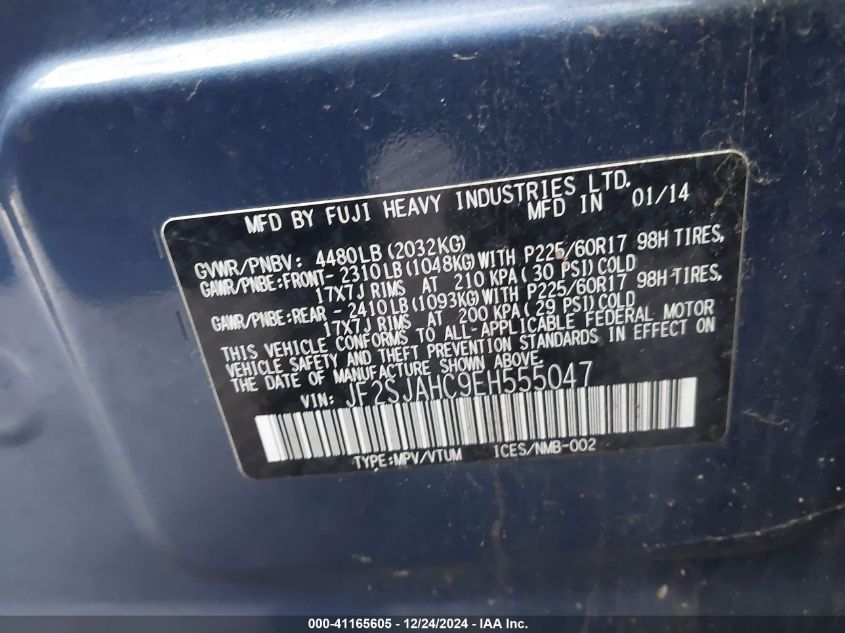 MFD BY FUJI HEAVY INDUSTRIES LTD.
MFD IN 01/14
GVWR/PNBV: 4480LB (2032KG)
GAWR/PNBE:FRONT- 2310LB (1048KG) WITH P225/60R17 98H TIRES,
17X7J RIMS AT 210 KPA (30 PSI) COLD
GAWR/PNBE:REAR - 2410LB (1093KG) WITH P225/60R17 98H TIRES,
17X7J RIMS AT 200 KPA (29 PSI) COLD
THIS VEHICLE CONFORMS TO ALL-APPLICABLE FEDERAL MOTOR
VEHICLE SAFETY AND THEFT PREVENTION STANDARDS IN EFFECT ON
THE DATE OF MANUFACTURE SHOWN ABOVE.
VIN: JF2SJAHC9EH555047
TYPE:MPV/VTUM ICES/NMB-002
000-41165605 - 12/24/2024 - IAA Inc.